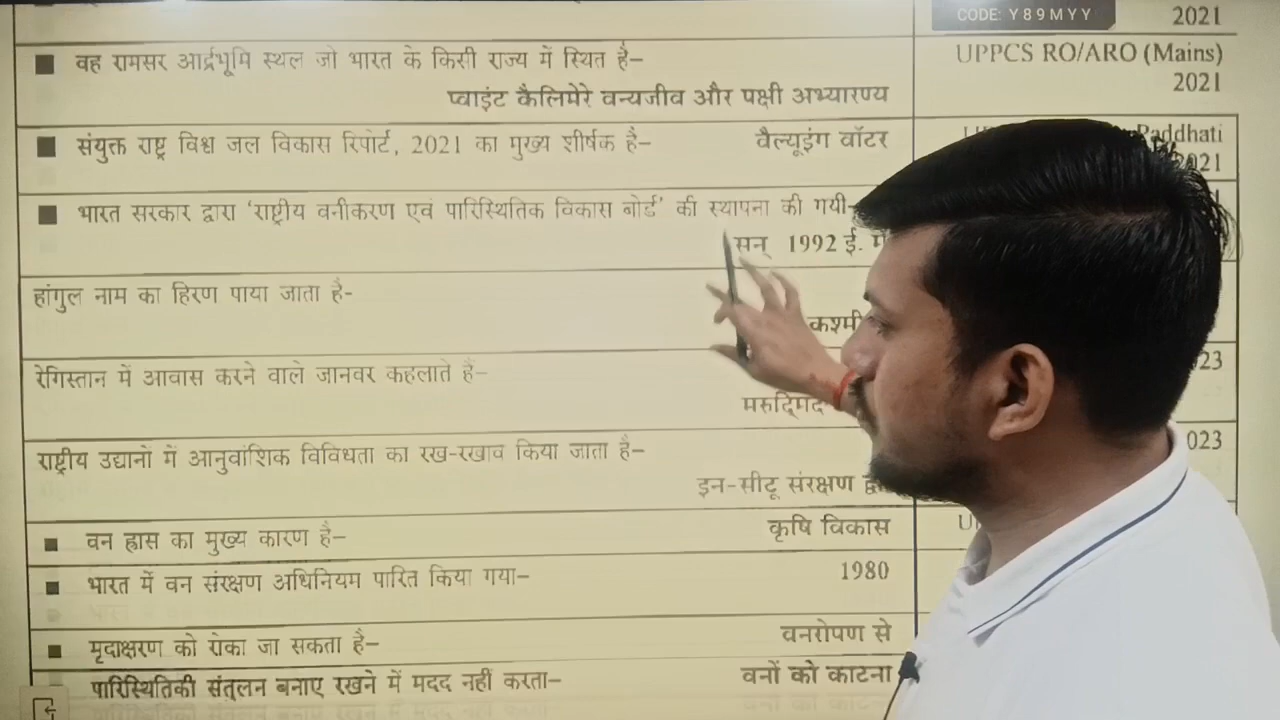 CODE: Y89MYY
2021
वह रामसर आर्द्रभूमि स्थल जो भारत के किसी राज्य में स्थित है–
UPPCS RO/ARO (Mains)
2021
प्वाइंट कैलिमेरे वन्यजीव और पक्षी अभ्यारण्य
संयुक्त राष्ट्र विश्व जल विकास रिपोर्ट, 2021 का मुख्य शीर्षक है– वैल्यूइंग वॉटर
भारत सरकार द्वारा ‘राष्ट्रीय वनीकरण एवं पारिस्थितिक विकास बोर्ड’ की स्थापना की गयी–
सन् 1992 ई.
हांगुल नाम का हिरण पाया जाता है-
रेगिस्तान में आवास करने वाले जानवर कहलाते हैं–
राष्ट्रीय उद्यानों में आनुवांशिक विविधता का रख-रखाव किया जाता है–
इन-सीटू संरक्षण
वन ह्रास का मुख्य कारण है– कृषि विकास
भारत में वन संरक्षण अधिनियम पारित किया गया– 1980
मृदाक्षरण को रोका जा सकता है– वनरोपण से
पारिस्थितिकी संतुलन बनाए रखने में मदद नहीं करता– वनों को काटना